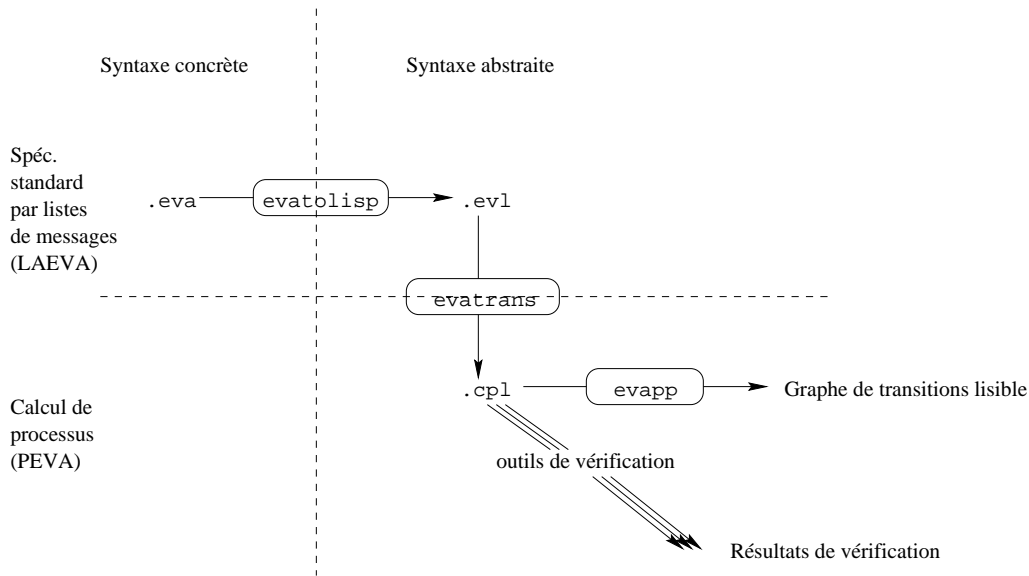 Syntaxe concrète
Syntaxe abstraite
Spéc.
standard
par listes
de messages
(LAEVA)
.eva
evatolisp
.evl
evatrans
.cpl
evapp
Graphe de transitions lisible
Calcul de
processus
(PEVA)
outils de vérification
Résultats de vérification